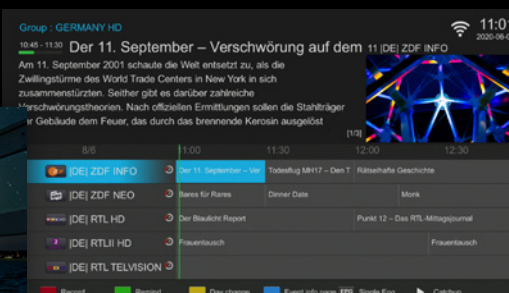 Group : GERMANY HD
11:01
2020-06-0
10:45 - 11:30 Der 11. September – Verschwörung auf dem 11 |DE| ZDF INFO
Am 11. September 2001 schaute die Welt entsetzt zu, als die
Zwillingstürme des World Trade Centers in New York in sich
zusammenstürzten. Seither gibt es darüber zahlreiche
Verschwörungstheorien. Nach offiziellen Ermittlungen sollen die Stahlträger
Gebäude dem Feuer, das durch das brennende Kerosin ausgelöst
[1/3]
8/6 11:00 11:30 12:00 12:30
|DE| ZDF INFO Der 11. September – Ver Todesflug MH17 – Den T Rätselhafte Geschichte
|DE| ZDF NEO Bares für Rares Dinner Date Monk
|DE| RTL HD Der Blaulicht Report Punkt 12 – Das RTL-Mittagsjournal
|DE| RTLII HD Frauentausch Frauentausch
|DE| RTL TELVISION
Record Remind Day change Event info page EPG Single Epg Catchup